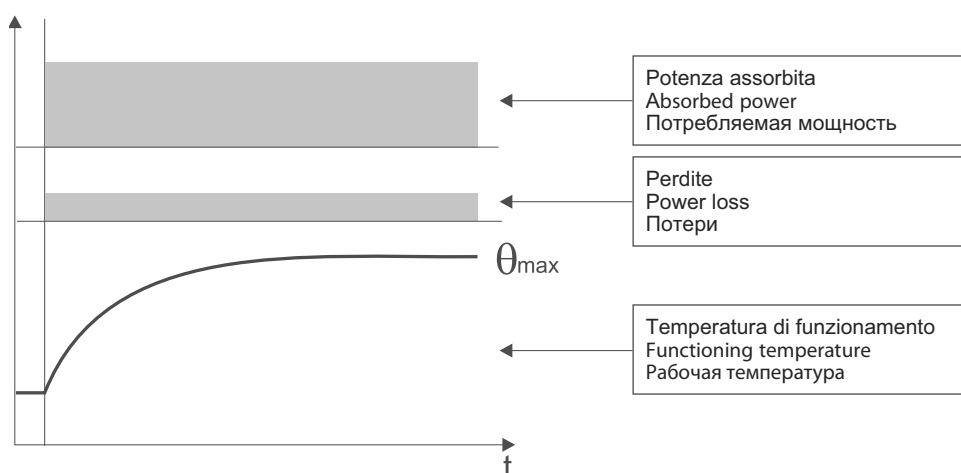 Potenza assorbita
Absorbed power
Потребляемая мощность
Perdite
Power loss
Потери
θmax
Temperatura di funzionamento
Functioning temperature
Рабочая температура
t